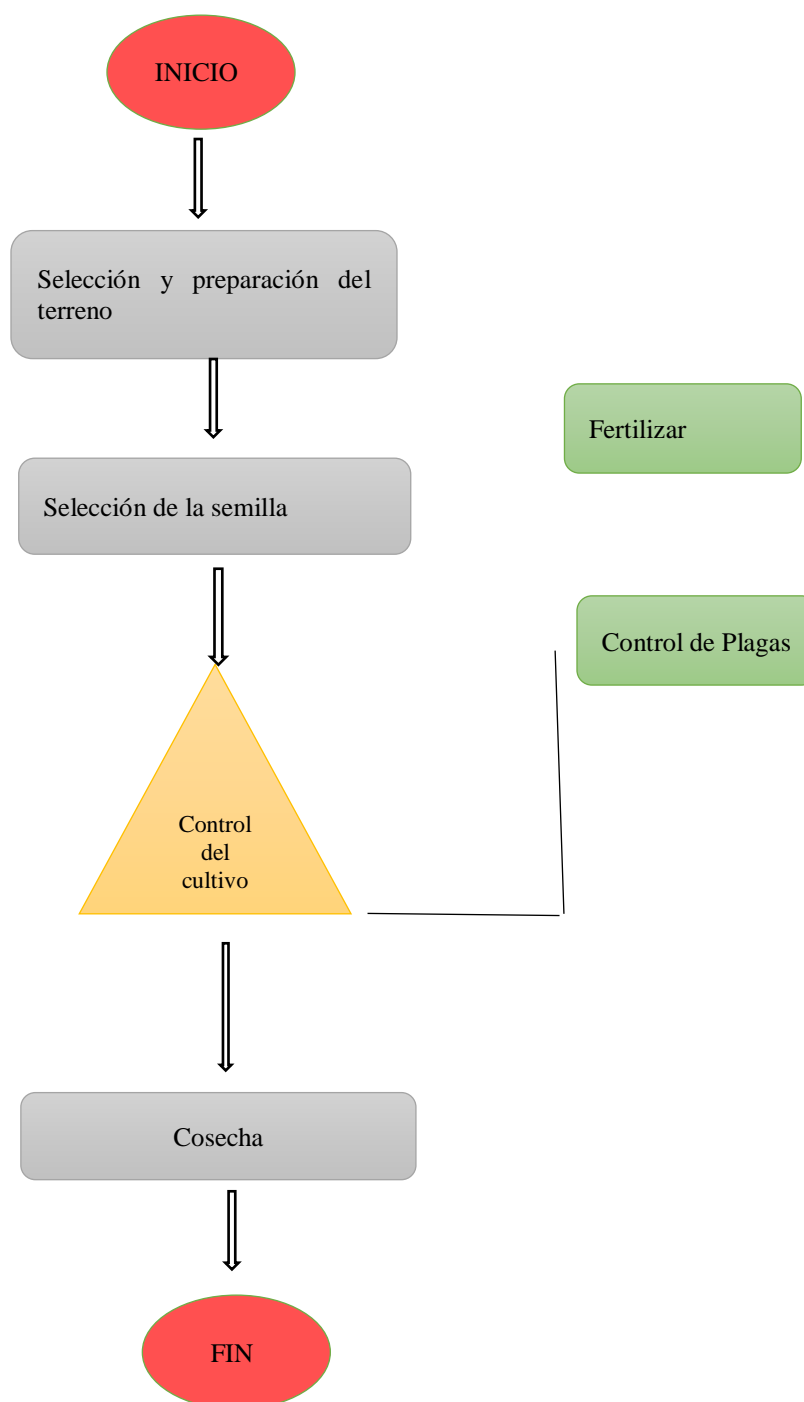 INICIO
Selección y preparación del
terreno
Fertilizar
Selección de la semilla
Control de Plagas
Control
del
cultivo
Cosecha
FIN